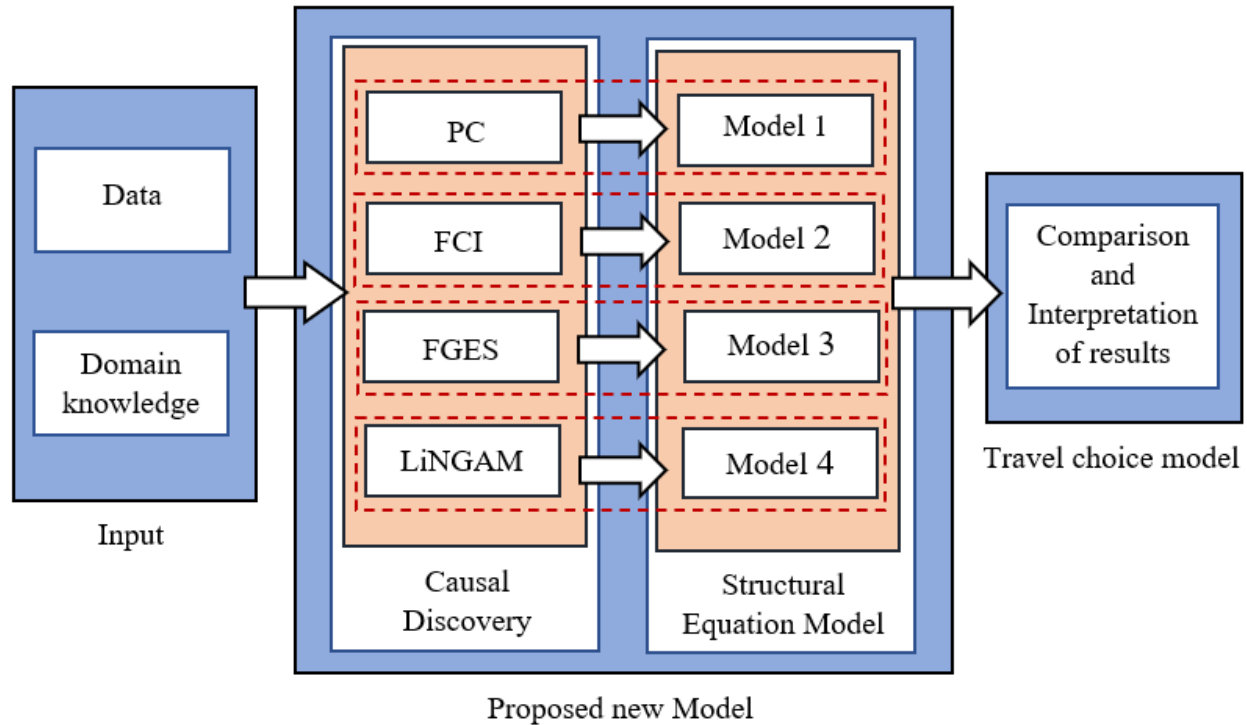 Data
Domain
knowledge
Input
PC
FCI
FGES
LiNGAM
Causal
Discovery
Model 1
Model 2
Model 3
Model 4
Structural
Equation Model
Proposed new Model
Comparison
and
Interpretation
of results
Travel choice model